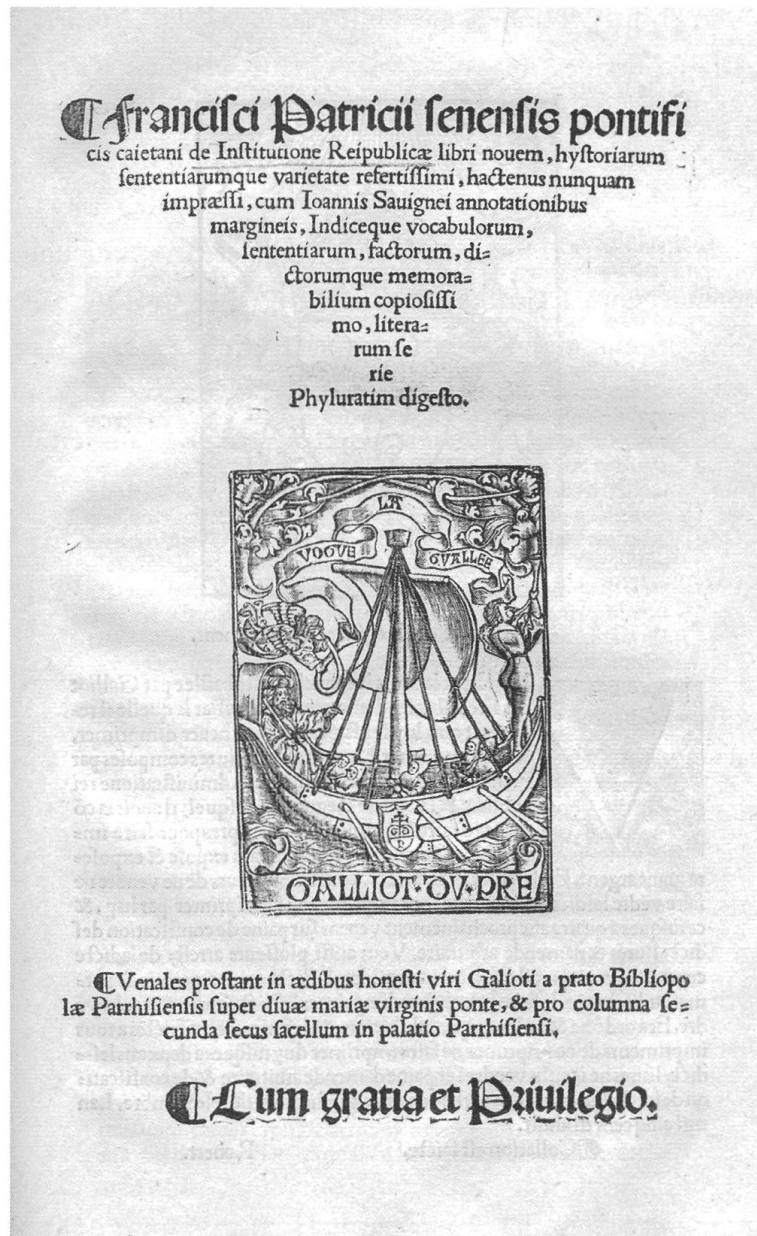 ¶Franciſci Patricii ſenenſis pontifi
cis caietani de Inſtitutione Reipublicæ libri nouem, hyſtoriarum
ſententiarumque varietate refertiſſimi, hactenus nunquam
impræſſi, cum Ioannis Sauignei annotationibus
margineis, Indiceque vocabulorum,
ſententiarum, factorum, di⸗
ctorumque memora⸗
bilium copioſiſſi
mo, litera⸗
rum ſe
rie
Phyluratim digeſto.
LA
VOGVE GVALLEE
GALLIOT·DV·PRE
¶Venales proſtant in ædibus honeſti viri Galioti a prato Bibliopo
læ Parrhiſienſis ſuper diuæ mariæ virginis ponte, & pro columna ſe⸗
cunda ſecus ſacellum in palatio Parrhiſienſi.
¶Cum gratia et Priuilegio.